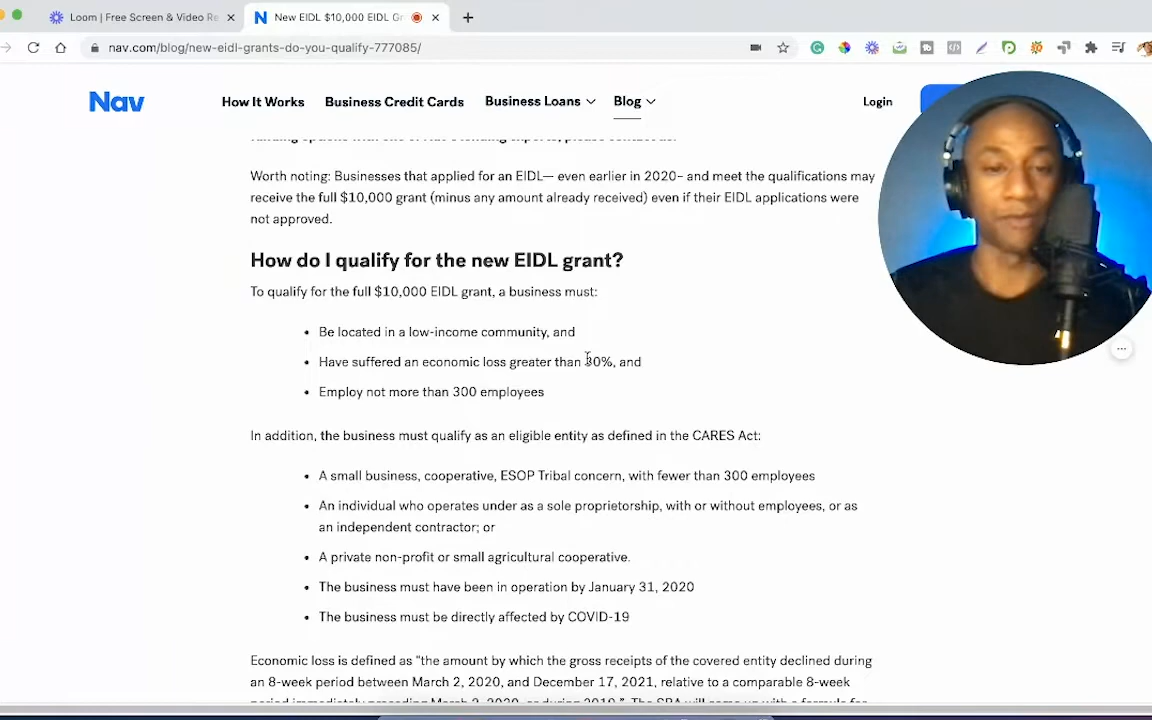 Loom | Free Screen & Video Re
New EIDL $10,000 EIDL Gr
nav.com/blog/new-eidl-grants-do-you-qualify-777085/
Nav
How It Works
Business Credit Cards
Business Loans
Blog
Login
Worth noting: Businesses that applied for an EIDL— even earlier in 2020– and meet the qualifications may
receive the full $10,000 grant (minus any amount already received) even if their EIDL applications were
not approved.
How do I qualify for the new EIDL grant?
To qualify for the full $10,000 EIDL grant, a business must:
• Be located in a low-income community, and
• Have suffered an economic loss greater than 30%, and
• Employ not more than 300 employees
In addition, the business must qualify as an eligible entity as defined in the CARES Act:
• A small business, cooperative, ESOP Tribal concern, with fewer than 300 employees
• An individual who operates under as a sole proprietorship, with or without employees, or as
an independent contractor; or
• A private non-profit or small agricultural cooperative.
• The business must have been in operation by January 31, 2020
• The business must be directly affected by COVID-19
Economic loss is defined as “the amount by which the gross receipts of the covered entity declined during
an 8-week period between March 2, 2020, and December 17, 2021, relative to a comparable 8-week